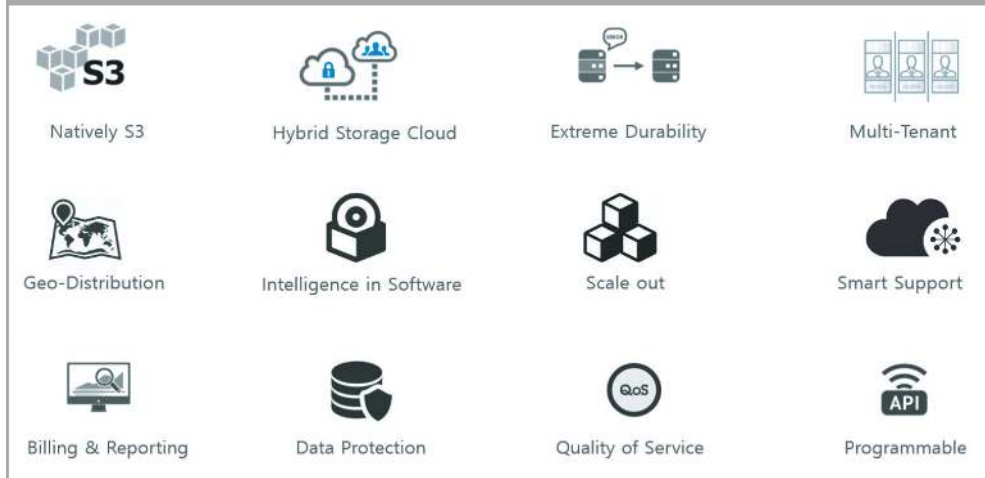 S3
Natively S3
Hybrid Storage Cloud
Extreme Durability
Multi-Tenant
Geo-Distribution
Intelligence in Software
Scale out
Smart Support
Billing & Reporting
Data Protection
QoS
Quality of Service
API
Programmable